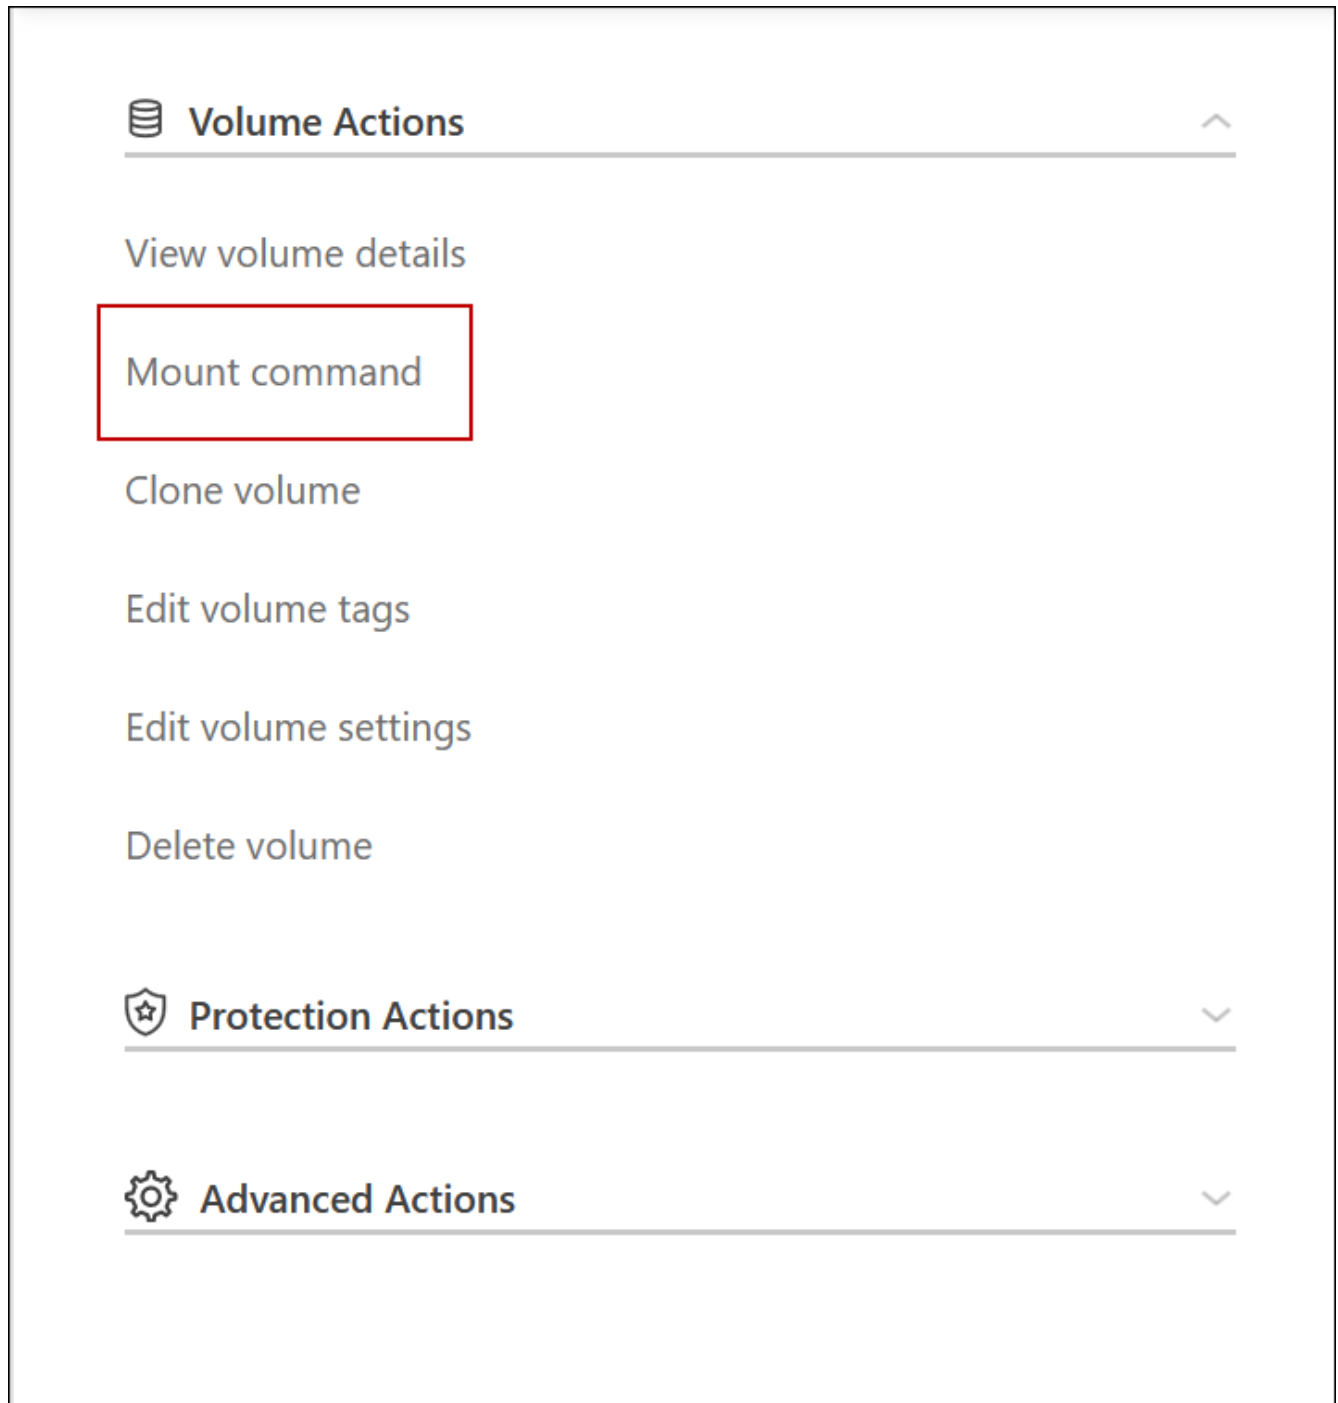 Volume Actions
View volume details
Mount command
Clone volume
Edit volume tags
Edit volume settings
Delete volume
Protection Actions
Advanced Actions